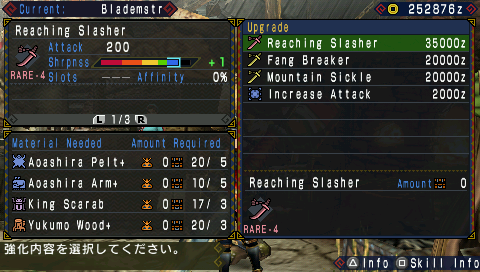 Current: Blademstr
252876z
Reaching Slasher
Attack 200
Shrpnss +1
RARE-4 Slots --- Affinity 0%
L 1/3 R
Material Needed Amount Required
Aoashira Pelt+ 0 20/ 5
Aoashira Arm+ 0 10/ 5
King Scarab 0 17/ 3
Yukumo Wood+ 0 20/ 3
Upgrade
Reaching Slasher 35000z
Fang Breaker 20000z
Mountain Sickle 20000z
Increase Attack 2000z
Reaching Slasher Amount 0
RARE-4
強化内容を選択してください。
Info Skill Info